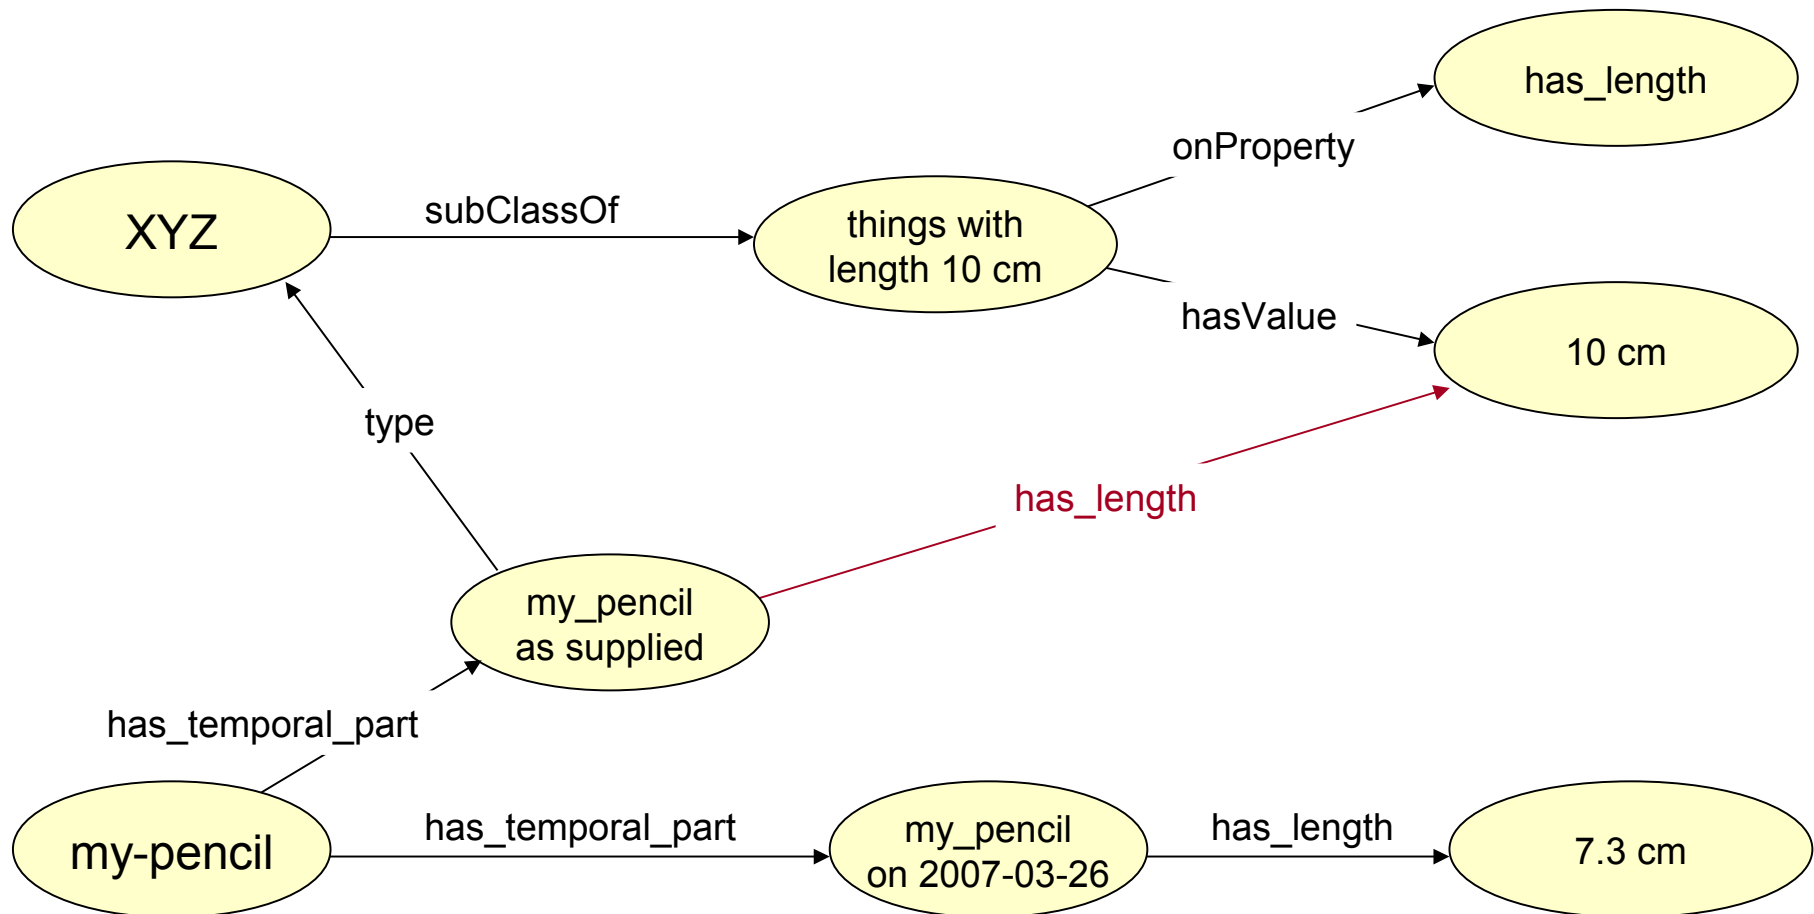 has_length
onProperty
XYZ
subClassOf
things with
length 10 cm
hasValue
10 cm
type
has_length
my_pencil
as supplied
has_temporal_part
my-pencil
has_temporal_part
my_pencil
on 2007-03-26
has_length
7.3 cm